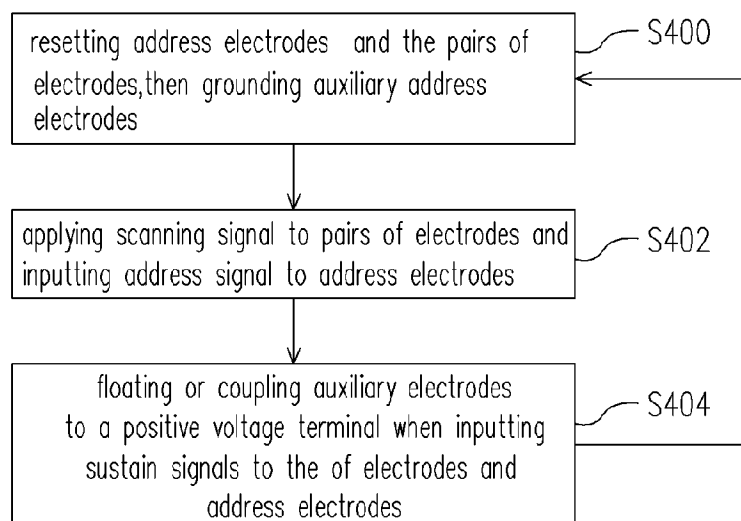 resetting address electrodes and the pairs of
electrodes,then grounding auxiliary address
electrodes
S400
applying scanning signal to pairs of electrodes and
inputting address signal to address electrodes
S402
floating or coupling auxiliary electrodes
to a positive voltage terminal when inputting
sustain signals to the of electrodes and
address electrodes
S404